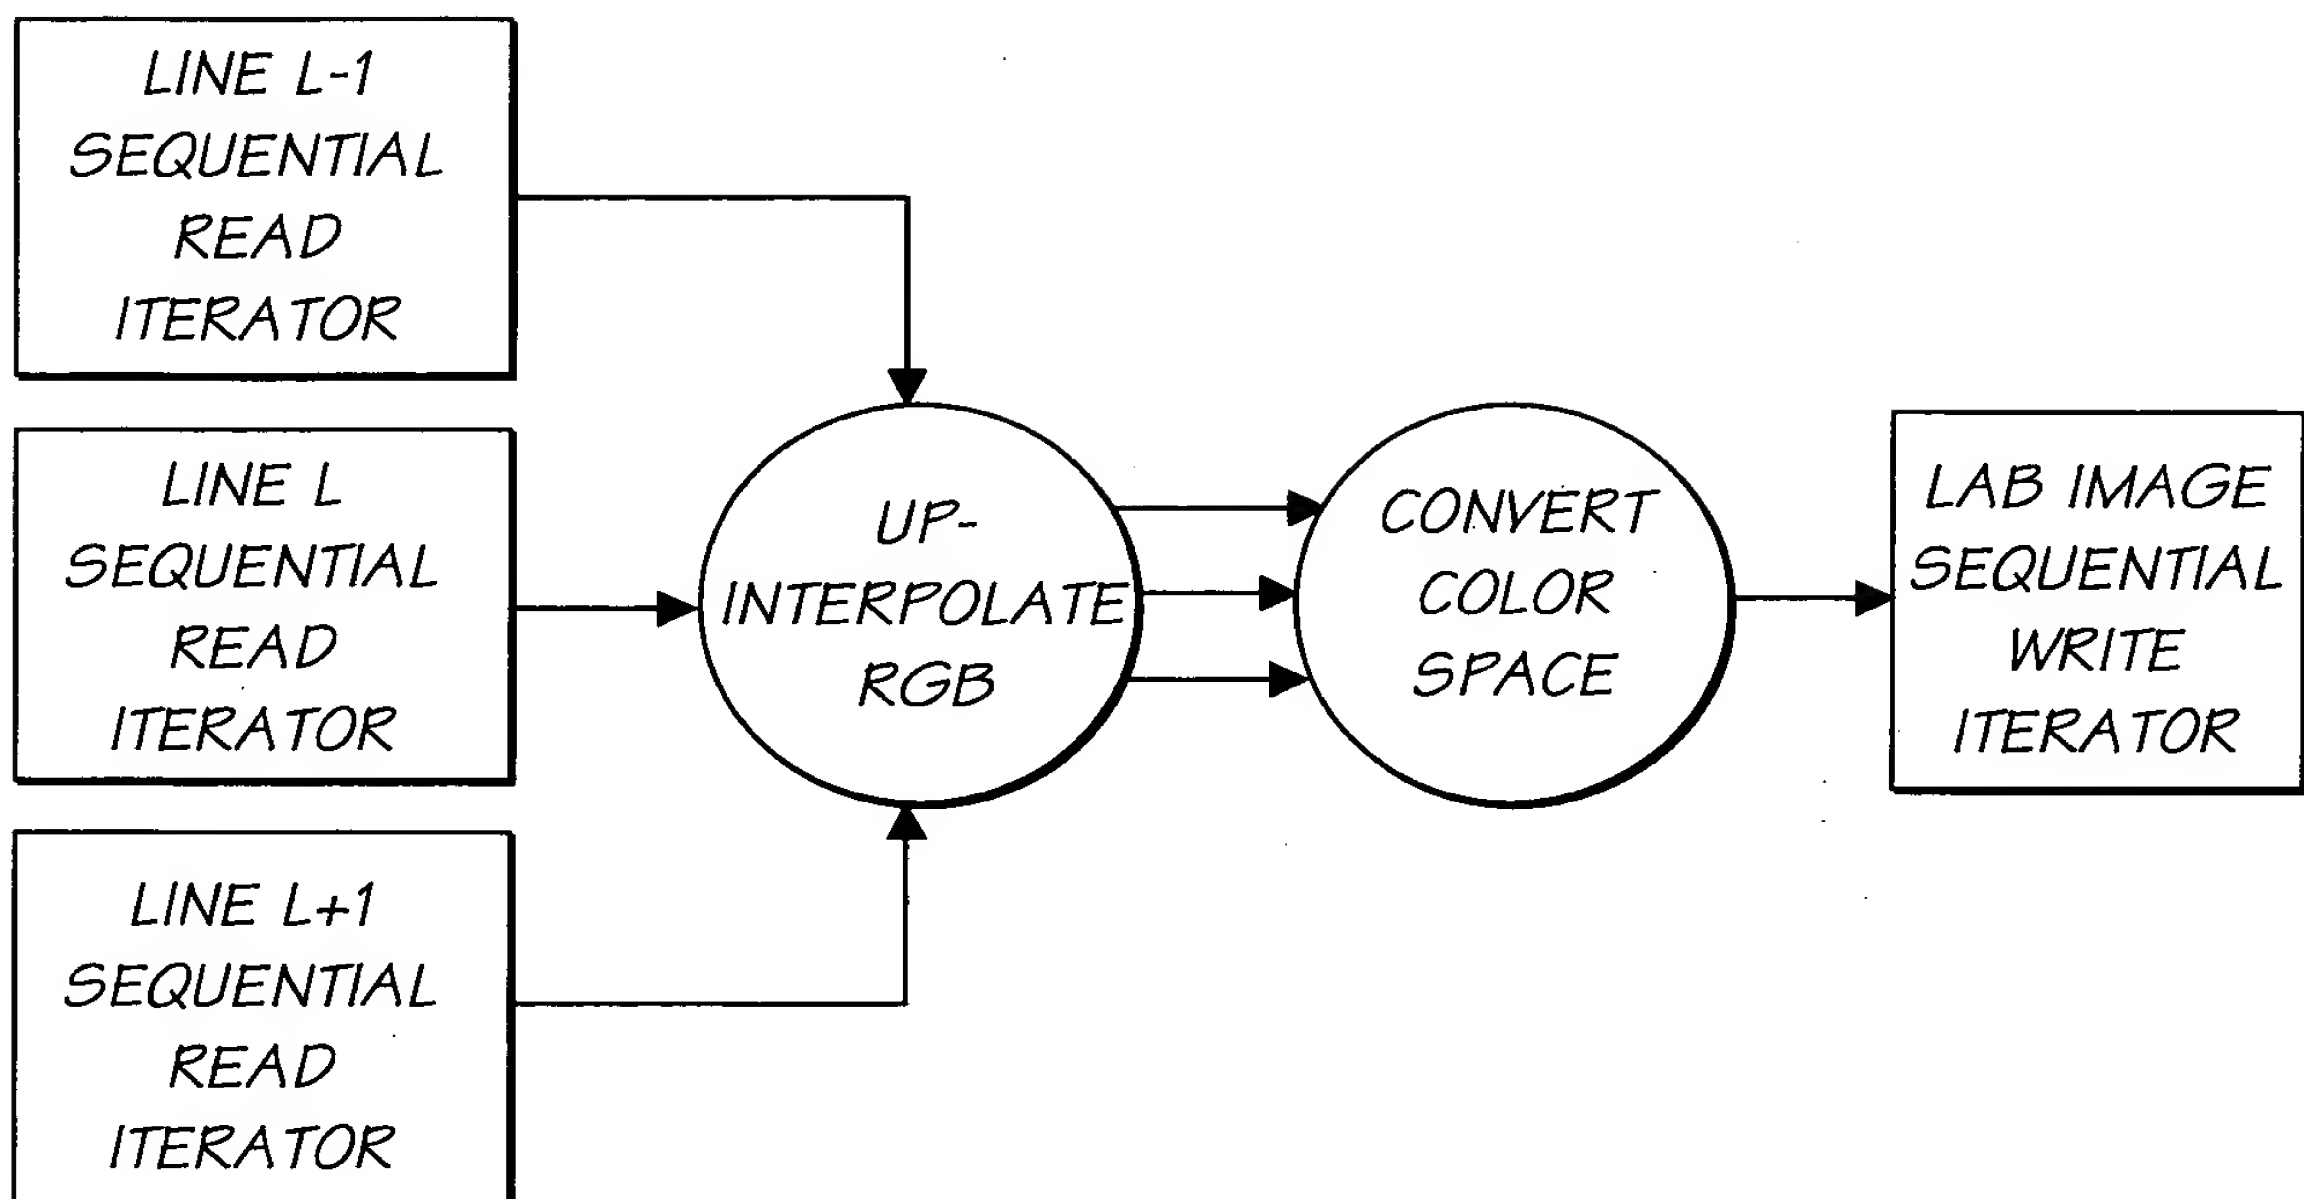 LINE L-1
SEQUENTIAL
READ
ITERATOR
LINE L
SEQUENTIAL
READ
ITERATOR
LINE L+1
SEQUENTIAL
READ
ITERATOR
UP-
INTERPOLATE
RGB
CONVERT
COLOR
SPACE
LAB IMAGE
SEQUENTIAL
WRITE
ITERATOR